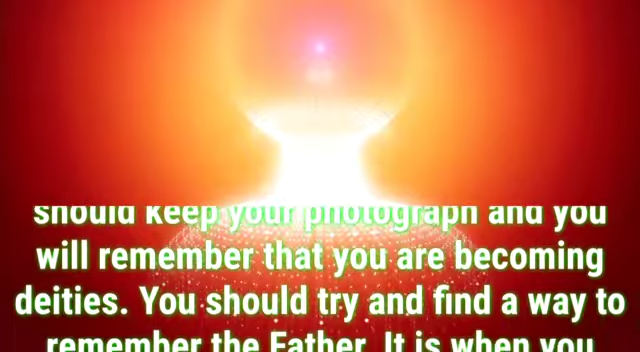 should keep your photograph and you
will remember that you are becoming
deities. You should try and find a way to
remember the Father. It is when you